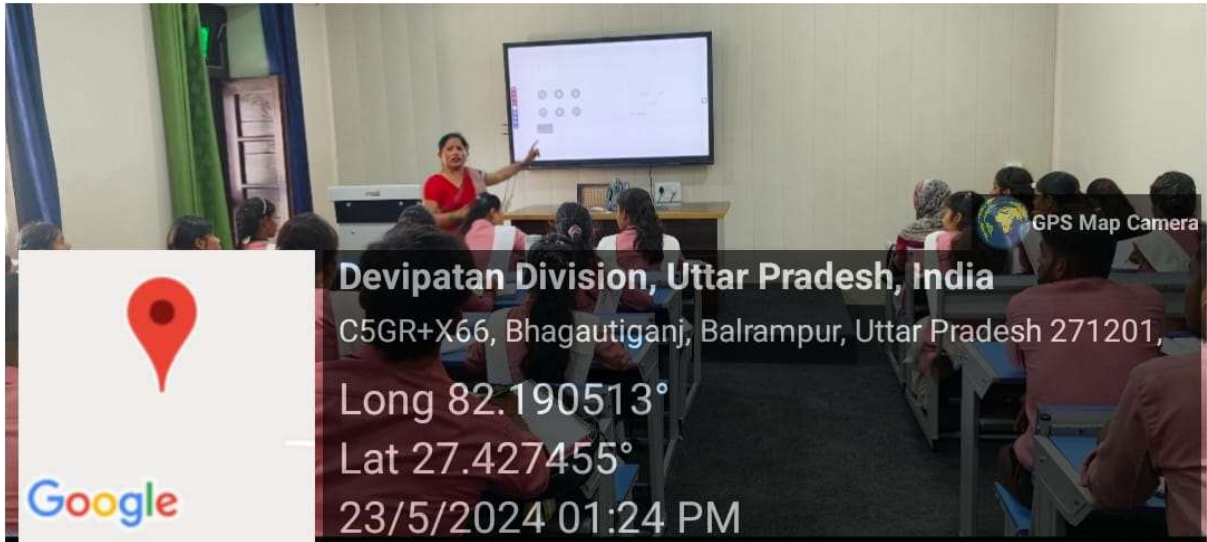 GPS Map Camera
Devipatan Division, Uttar Pradesh, India
C5GR+X66, Bhagautiganj, Balrampur, Uttar Pradesh 271201,
Long 82.190513°
Lat 27.427455°
23/5/2024 01:24 PM
Google